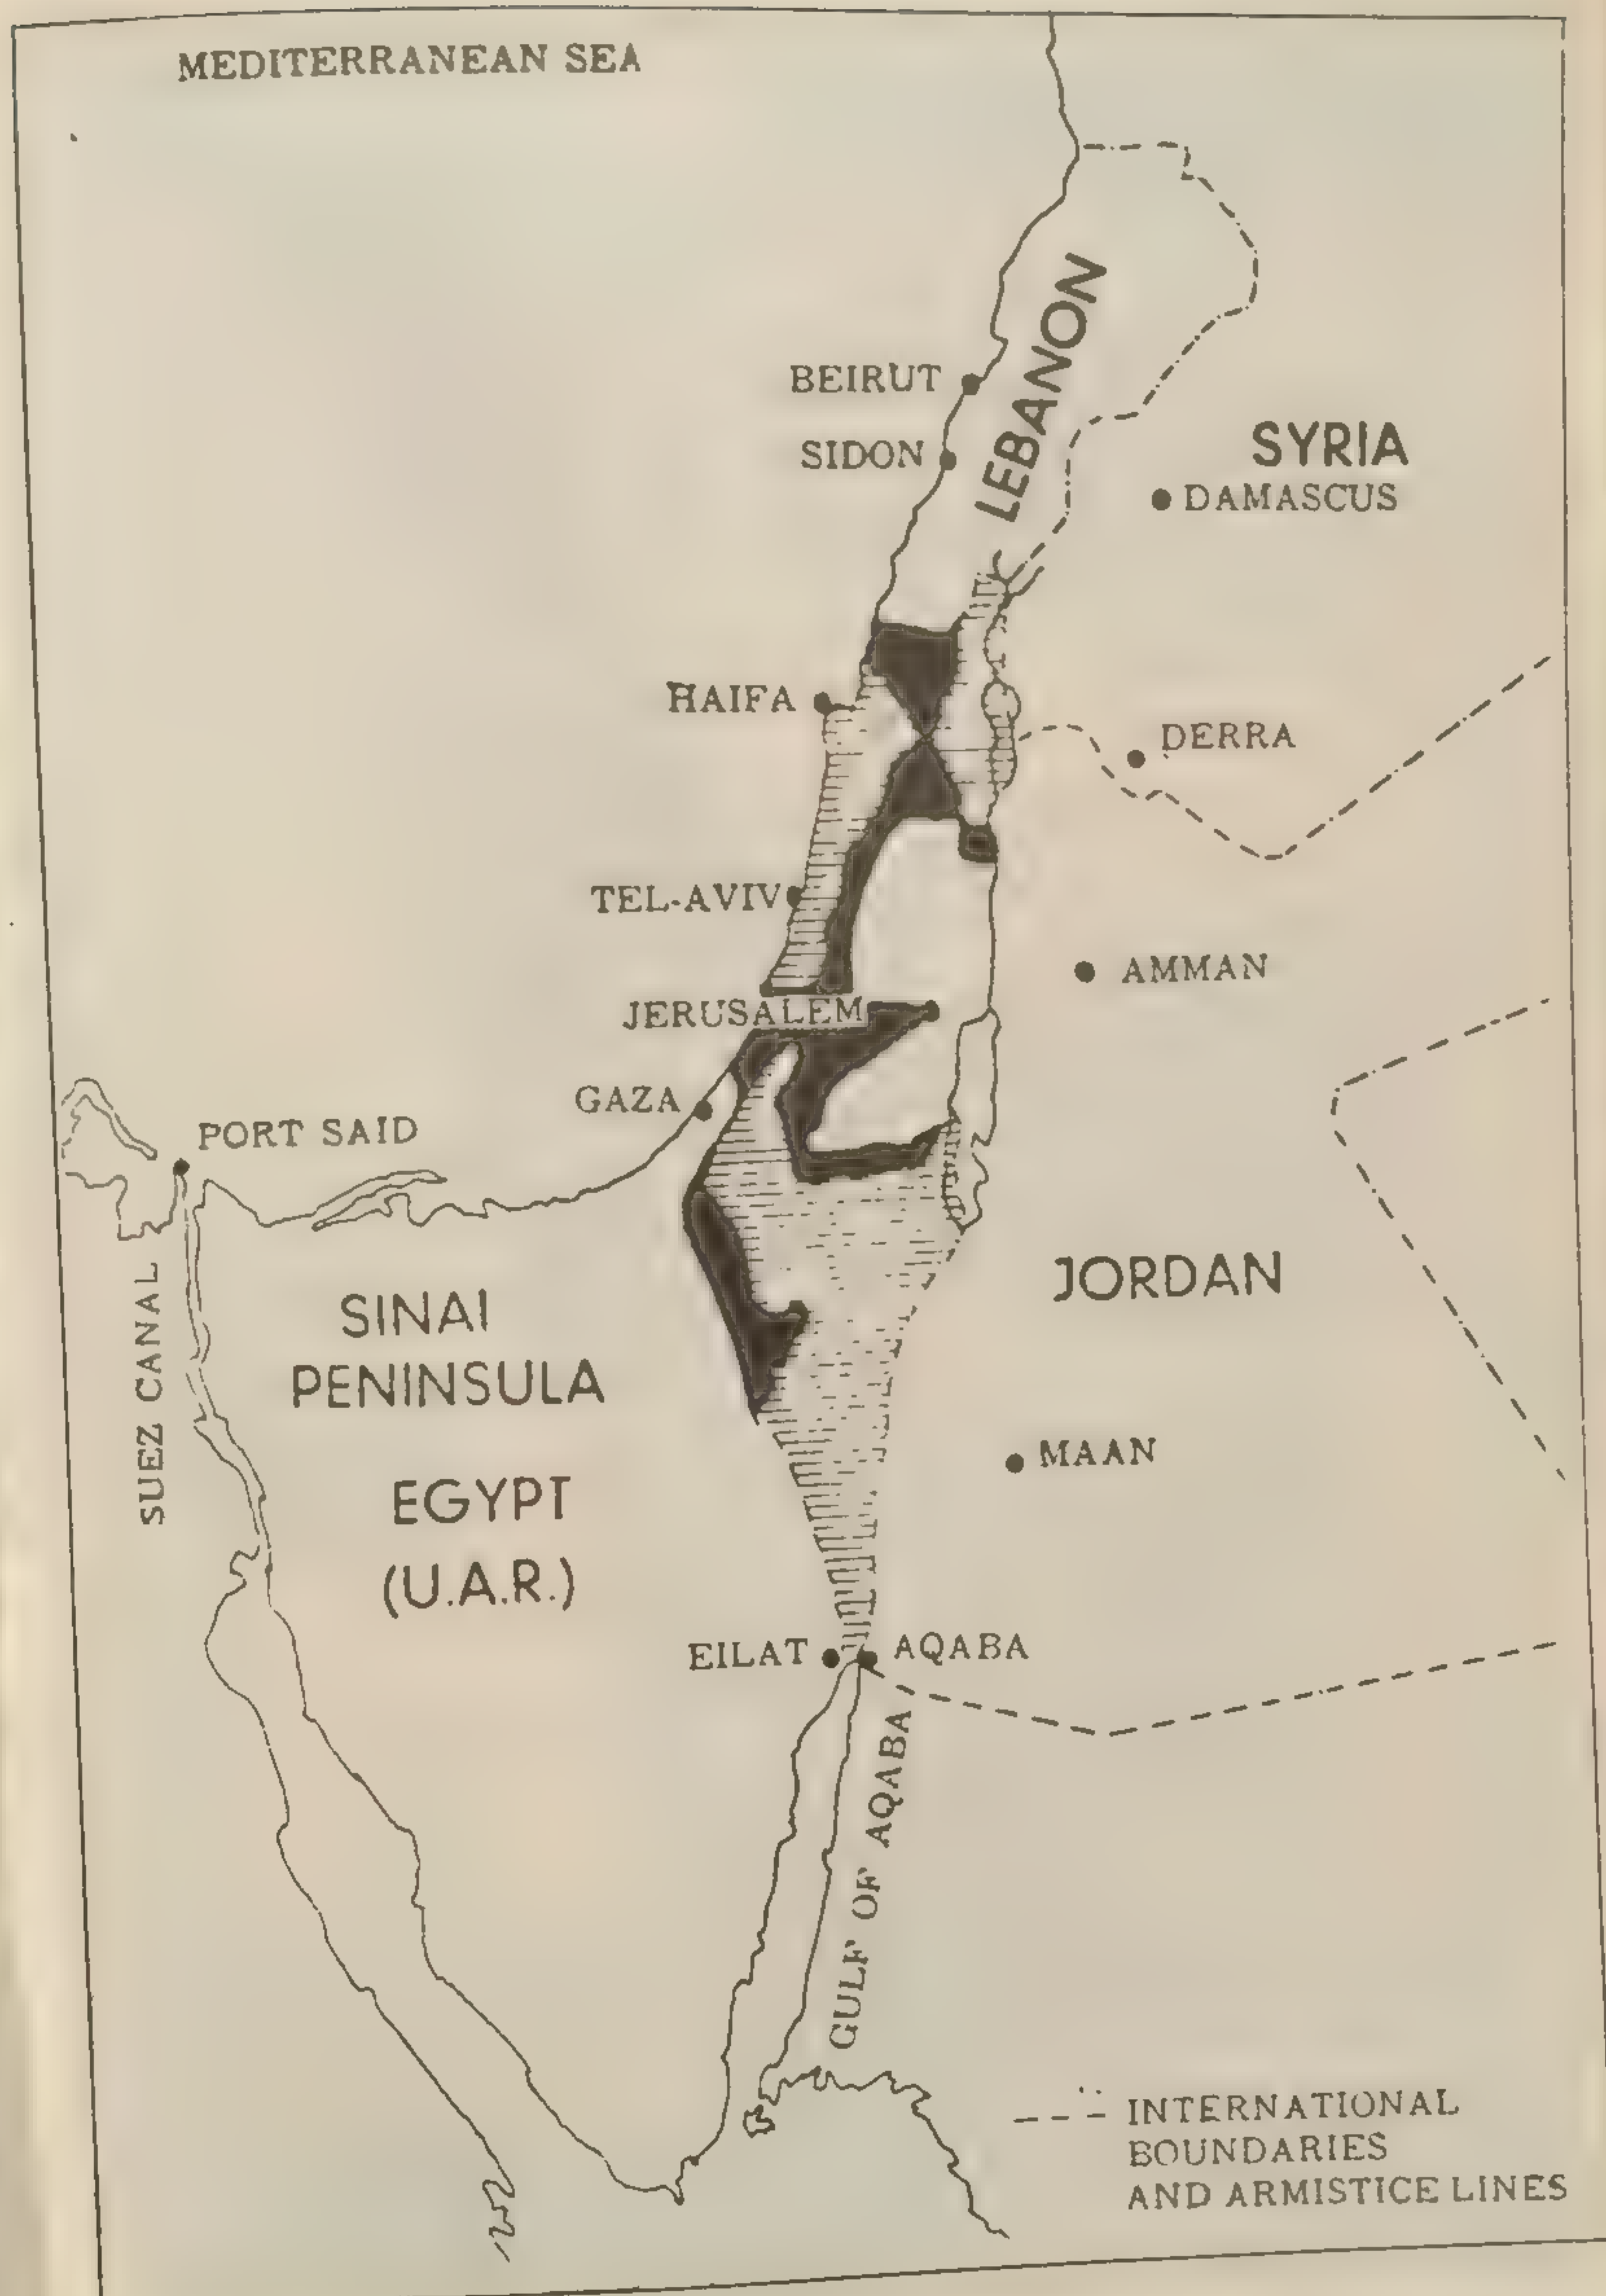 MEDITERRANEAN SEA
LEBANON
BEIRUT
SIDON
SYRIA
DAMASCUS
HAIFA
DERRA
TEL-AVIV
AMMAN
JERUSALEM
GAZA
PORT SAID
SUEZ CANAL
SINAI
PENINSULA
JORDAN
MAAN
EGYPT
(U.A.R.)
EILAT
AQABA
GULF OF AQABA
INTERNATIONAL
BOUNDARIES
AND ARMISTICE LINES